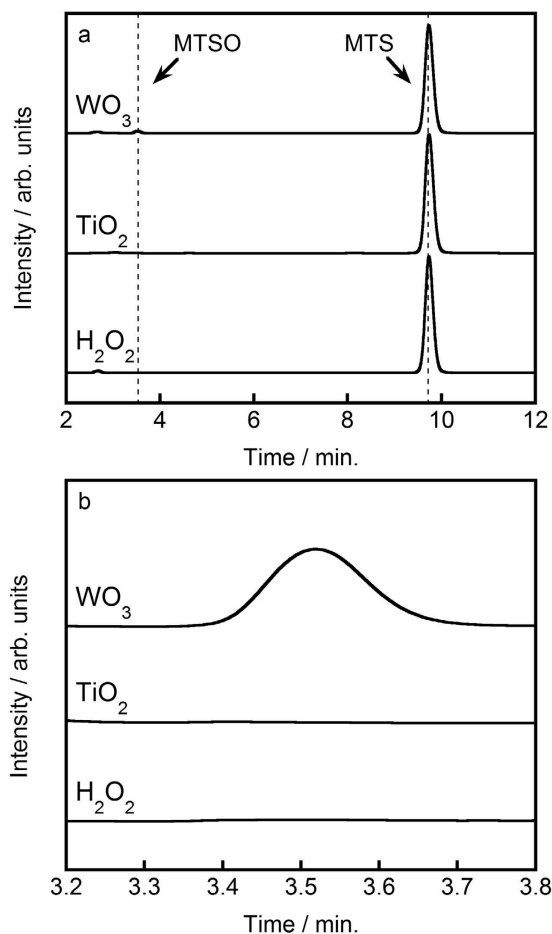 a
MTSO
MTS
WO₃
TiO₂
H₂O₂
Intensity / arb. units
2 4 6 8 10 12
Time / min.
b
WO₃
TiO₂
H₂O₂
Intensity / arb. units
3.2 3.3 3.4 3.5 3.6 3.7 3.8
Time / min.